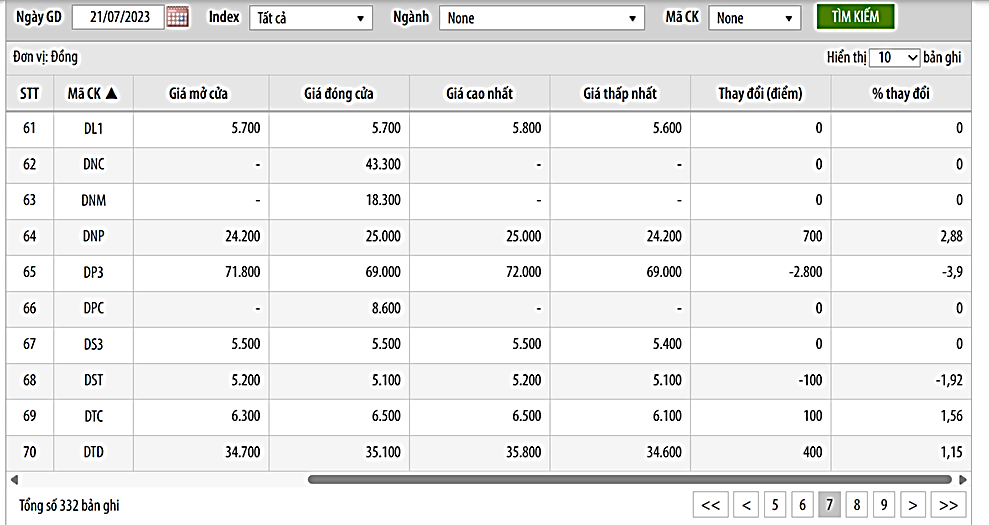 Ngày GD 21/07/2023 Index Tất cả Ngành None Mã CK None TÌM KIẾM
Đơn vị: Đồng Hiển thị 10 bản ghi
STT Mã CK ▲ Giá mở cửa Giá đóng cửa Giá cao nhất Giá thấp nhất Thay đổi (điểm) % thay đổi
61 DL1 5.700 5.700 5.800 5.600 0 0
62 DNC - 43.300 - - 0 0
63 DNM - 18.300 - - 0 0
64 DNP 24.200 25.000 25.000 24.200 700 2,88
65 DP3 71.800 69.000 72.000 69.000 -2.800 -3,9
66 DPC - 8.600 - - 0 0
67 DS3 5.500 5.500 5.500 5.400 0 0
68 DST 5.200 5.100 5.200 5.100 -100 -1,92
69 DTC 6.300 6.500 6.500 6.100 100 1,56
70 DTD 34.700 35.100 35.800 34.600 400 1,15
Tổng số 332 bản ghi << < 5 6 7 8 9 > >>